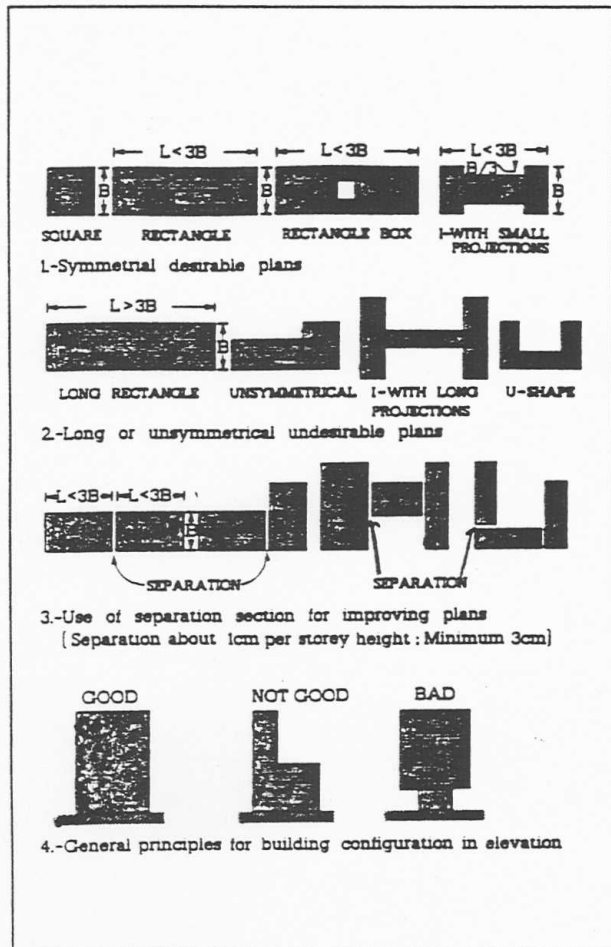 L<3B L<3B L<3B
B B B/3 B
SQUARE RECTANGLE RECTANGLE BOX I-WITH SMALL PROJECTIONS
1.-Symmetrial desirable plans
L>3B
B
LONG RECTANGLE UNSYMMETRICAL I-WITH LONG PROJECTIONS U-SHAPE
2.-Long or unsymmetrical undesirable plans
L<3B L<3B
B
SEPARATION SEPARATION
3.-Use of separation section for improving plans
[Separation about 1cm per storey height : Minimum 3cm]
GOOD NOT GOOD BAD
4.-General principles for building configuration in elevation